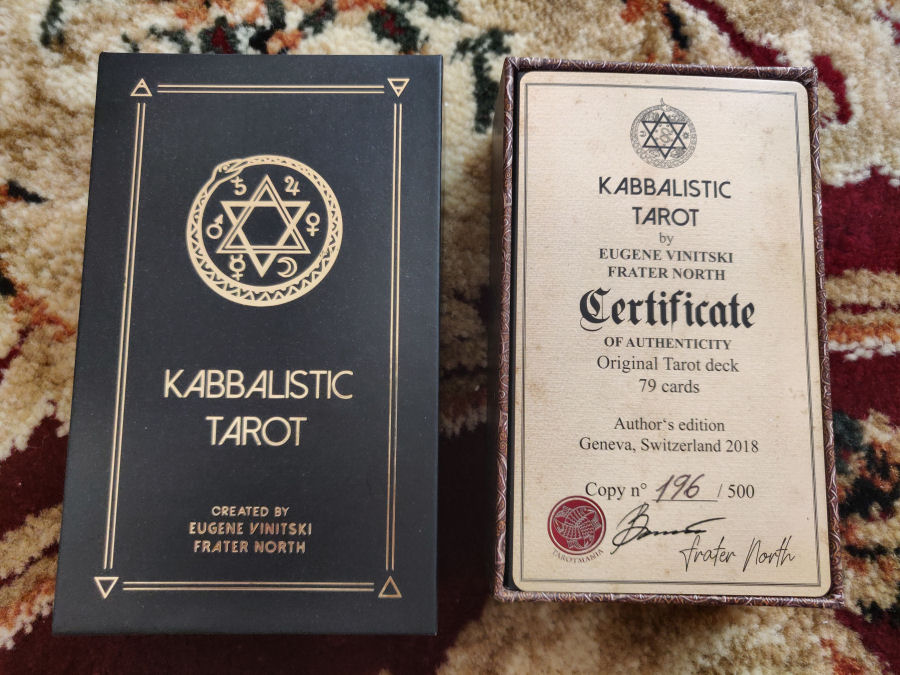 KABBALISTIC
TAROT
CREATED BY
EUGENE VINITSKI
FRATER NORTH
KABBALISTIC
TAROT
by
EUGENE VINITSKI
FRATER NORTH
Certificate
OF AUTHENTICITY
Original Tarot deck
79 cards
Author‘s edition
Geneva, Switzerland 2018
Copy n° 196 / 500
TAROTMANIA
Frater North